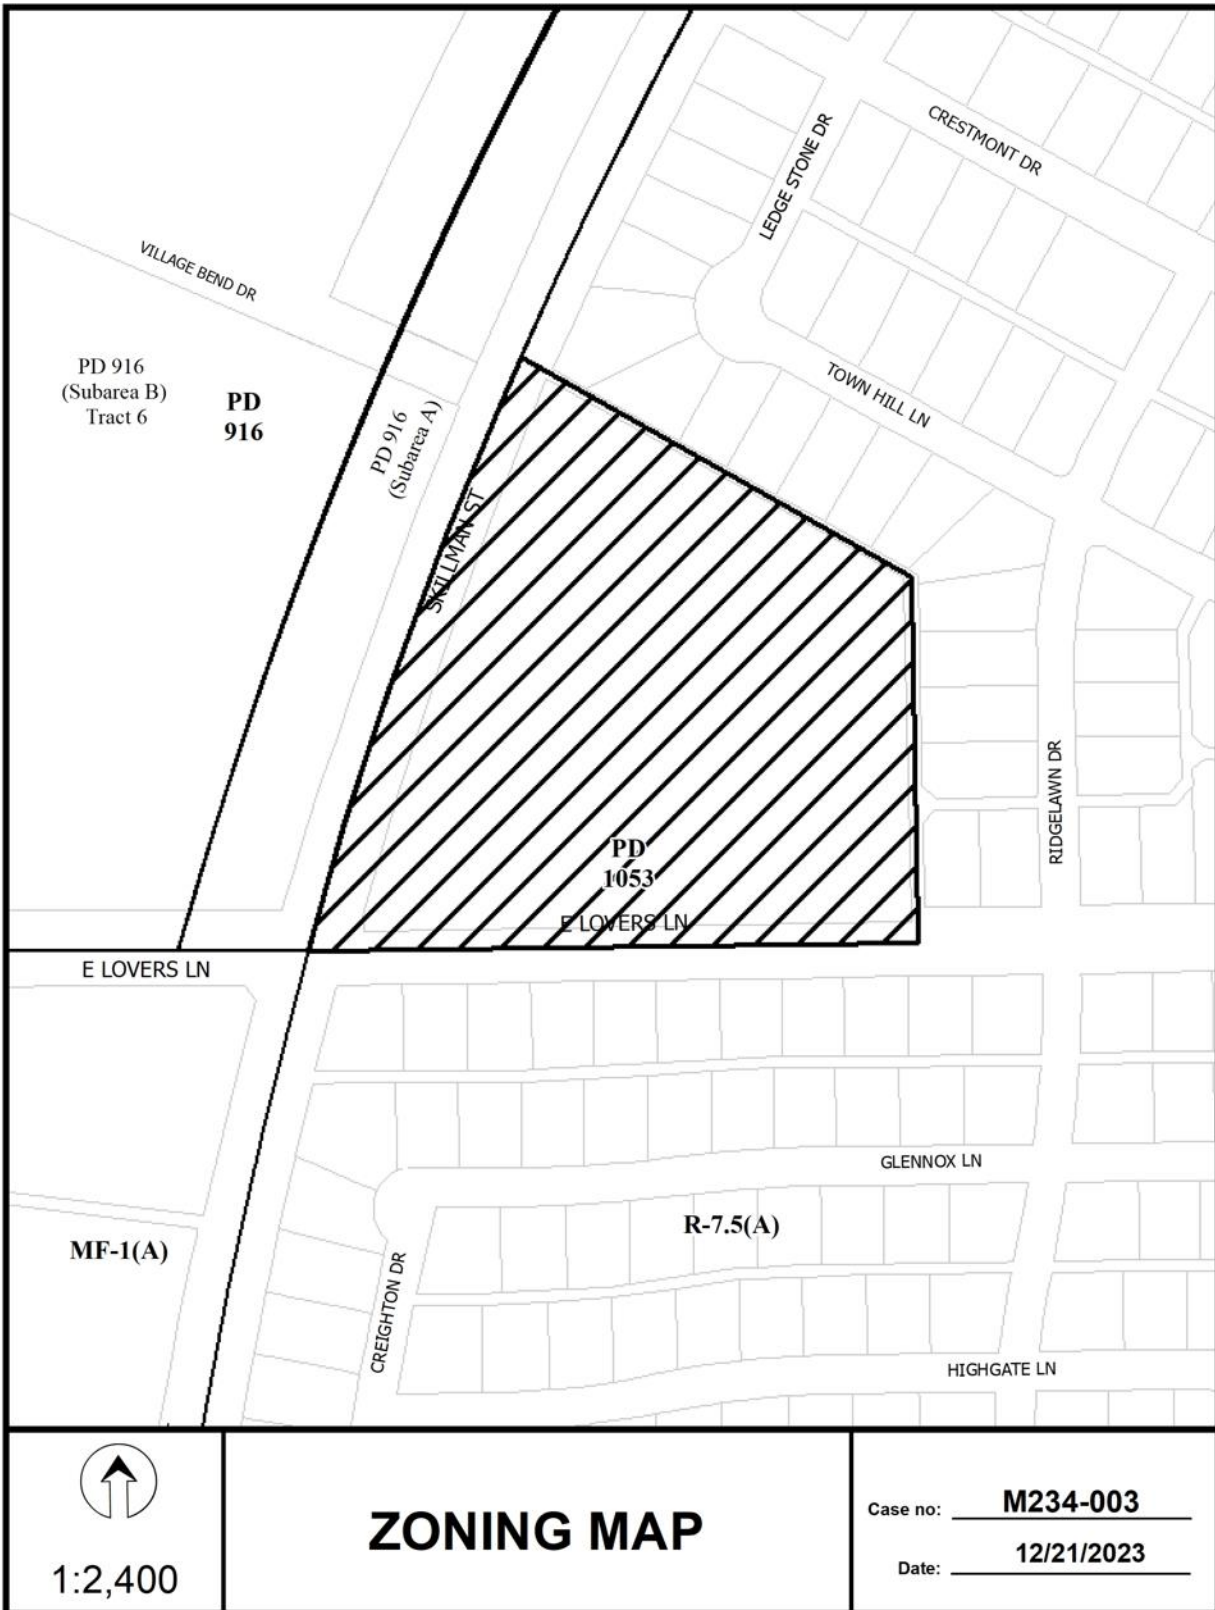 CRESTMONT DR
LEDGE STONE DR
VILLAGE BEND DR
PD 916
(Subarea B)
Tract 6
PD
916
PD 916
(Subarea A)
TOWN HILL LN
SKILLMAN ST
RIDGELAWN DR
PD
1053
E LOVERS LN
E LOVERS LN
GLENNOX LN
R-7.5(A)
MF-1(A)
CREIGHTON DR
HIGHGATE LN
1:2,400
ZONING MAP
Case no: M234-003
Date: 12/21/2023